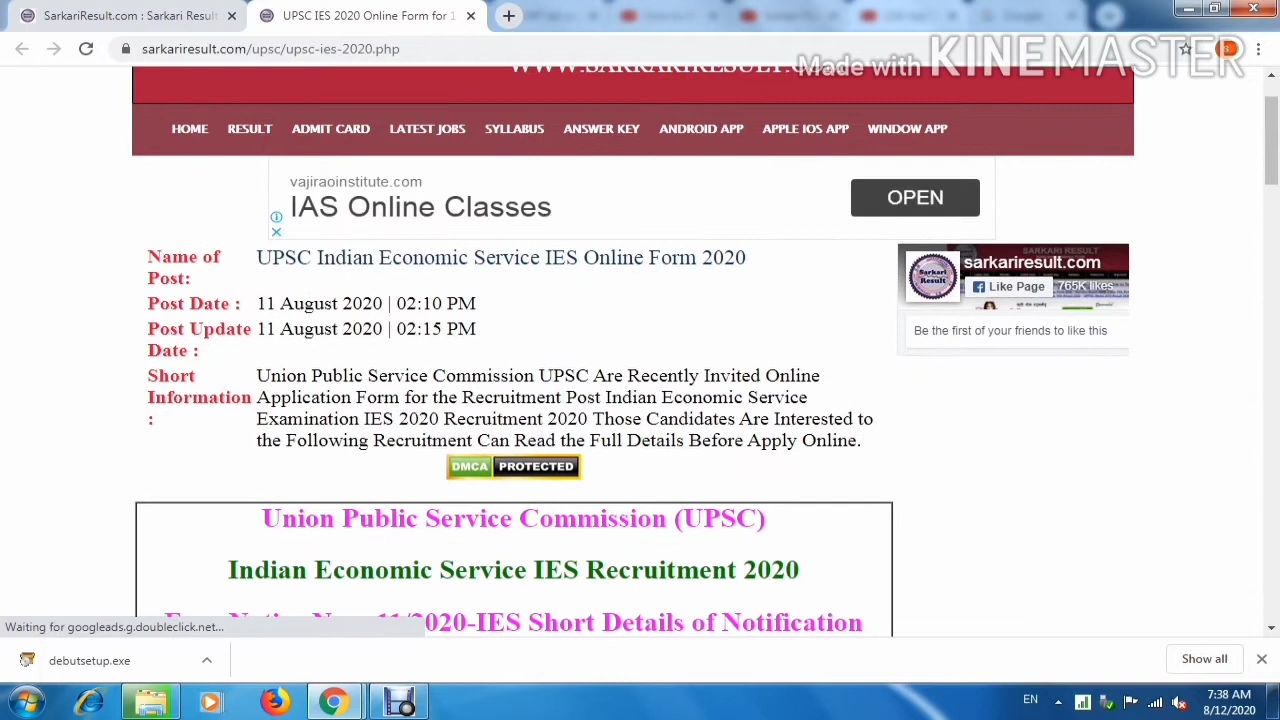 SarkariResult.com : Sarkari Result
UPSC IES 2020 Online Form for 1
sarkariresult.com/upsc/upsc-ies-2020.php
Made with KINEMASTER
WWW.SARKARIRESULT.C
HOME RESULT ADMIT CARD LATEST JOBS SYLLABUS ANSWER KEY ANDROID APP APPLE IOS APP WINDOW APP
vajiraoinstitute.com
IAS Online Classes
OPEN
Name of Post: UPSC Indian Economic Service IES Online Form 2020
Post Date : 11 August 2020 | 02:10 PM
Post Update Date : 11 August 2020 | 02:15 PM
Short Information : Union Public Service Commission UPSC Are Recently Invited Online
Application Form for the Recruitment Post Indian Economic Service
Examination IES 2020 Recruitment 2020 Those Candidates Are Interested to
the Following Recruitment Can Read the Full Details Before Apply Online.
DMCA PROTECTED
SARKARI RESULT
Sarkari Result
sarkariresult.com
Like Page 765K likes
Be the first of your friends to like this
Union Public Service Commission (UPSC)
Indian Economic Service IES Recruitment 2020
11/2020-IES Short Details of Notification
Waiting for googleads.g.doubleclick.net...
debutsetup.exe
Show all
EN
7:38 AM
8/12/2020